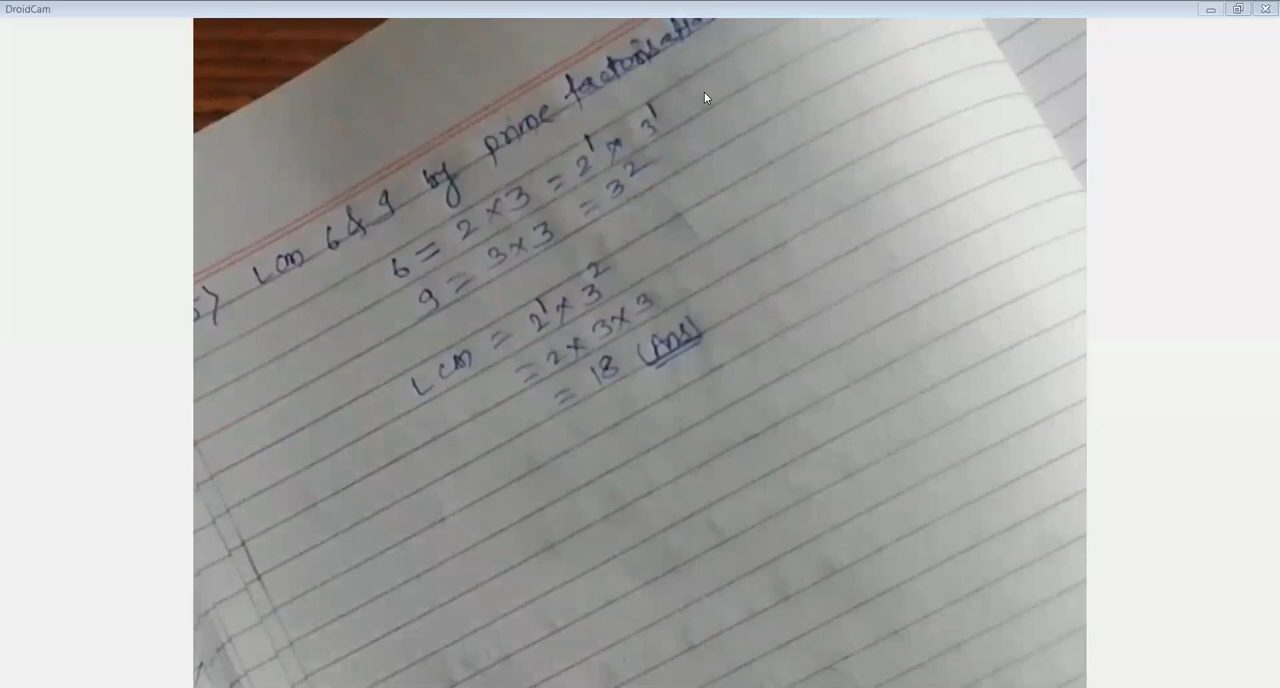 DroidCam
5) Lcm 6 & 9 by prime factorisation
6 = 2 × 3 = 2¹ × 3¹
9 = 3 × 3 = 3²
Lcm = 2¹ × 3²
= 2 × 3 × 3
= 18 (Ans)